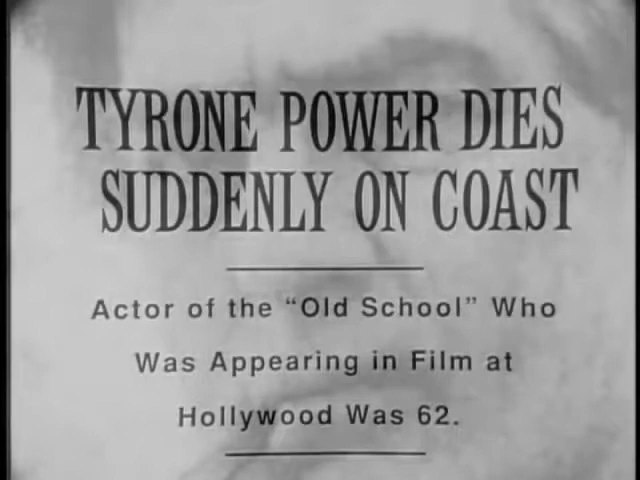 TYRONE POWER DIES
SUDDENLY ON COAST
Actor of the “Old School” Who
Was Appearing in Film at
Hollywood Was 62.